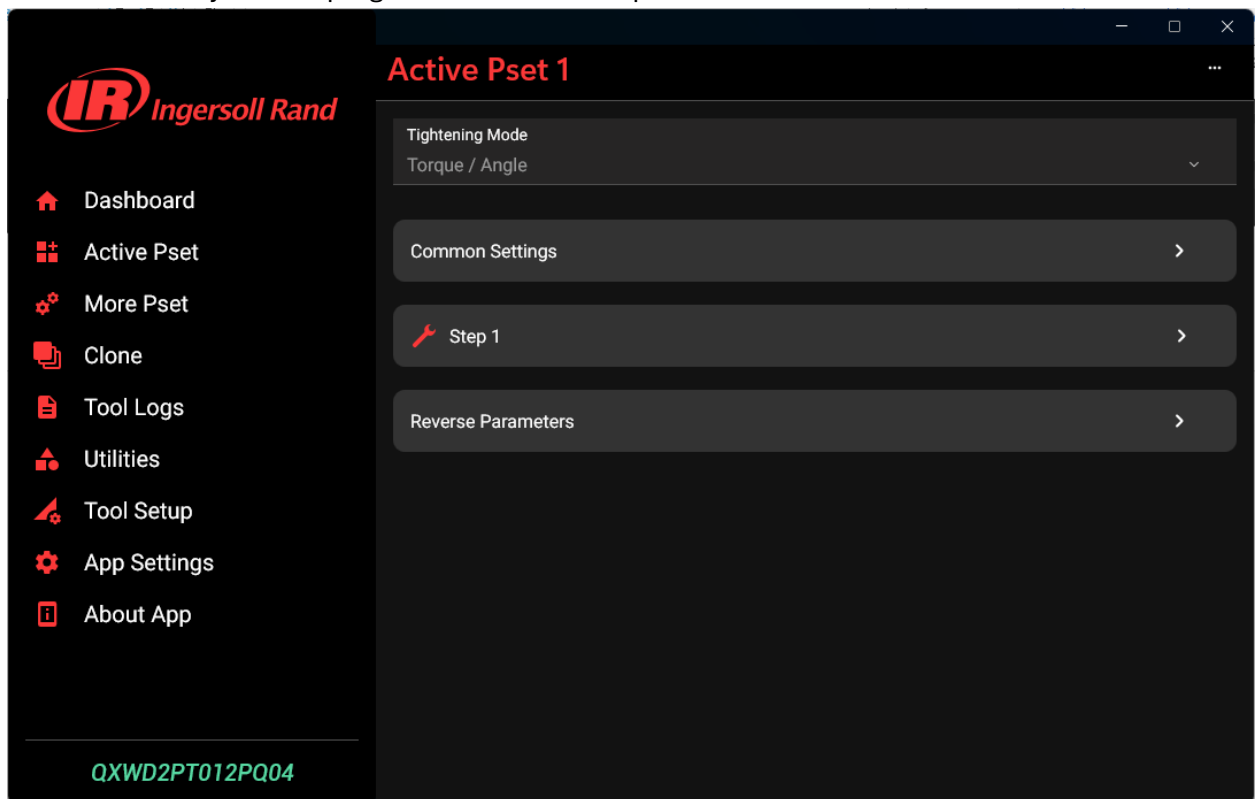 Active Pset 1
IR Ingersoll Rand
Tightening Mode
Torque / Angle
Dashboard
Active Pset
Common Settings
More Pset
Step 1
Clone
Tool Logs
Reverse Parameters
Utilities
Tool Setup
App Settings
About App
QXWD2PT012PQ04